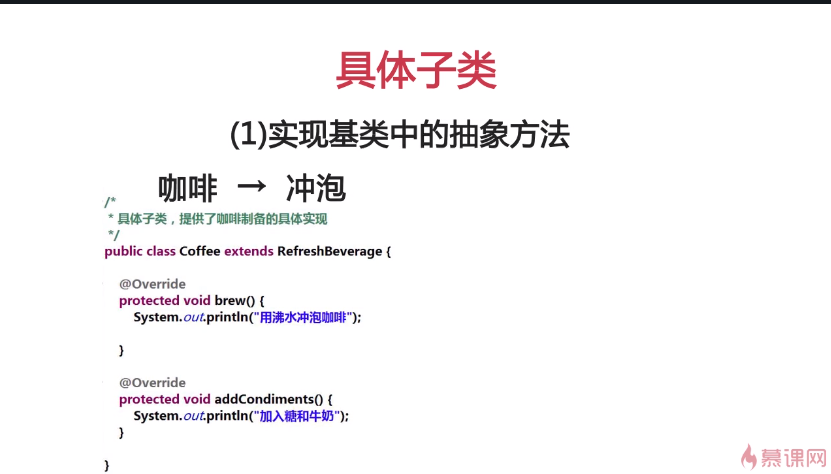 具体子类
(1)实现基类中的抽象方法
咖啡 → 冲泡
/*
* 具体子类，提供了咖啡制备的具体实现
*/
public class Coffee extends RefreshBeverage {
@Override
protected void brew() {
System.out.println("用沸水冲泡咖啡");
}
@Override
protected void addCondiments() {
System.out.println("加入糖和牛奶");
}
}
慕课网